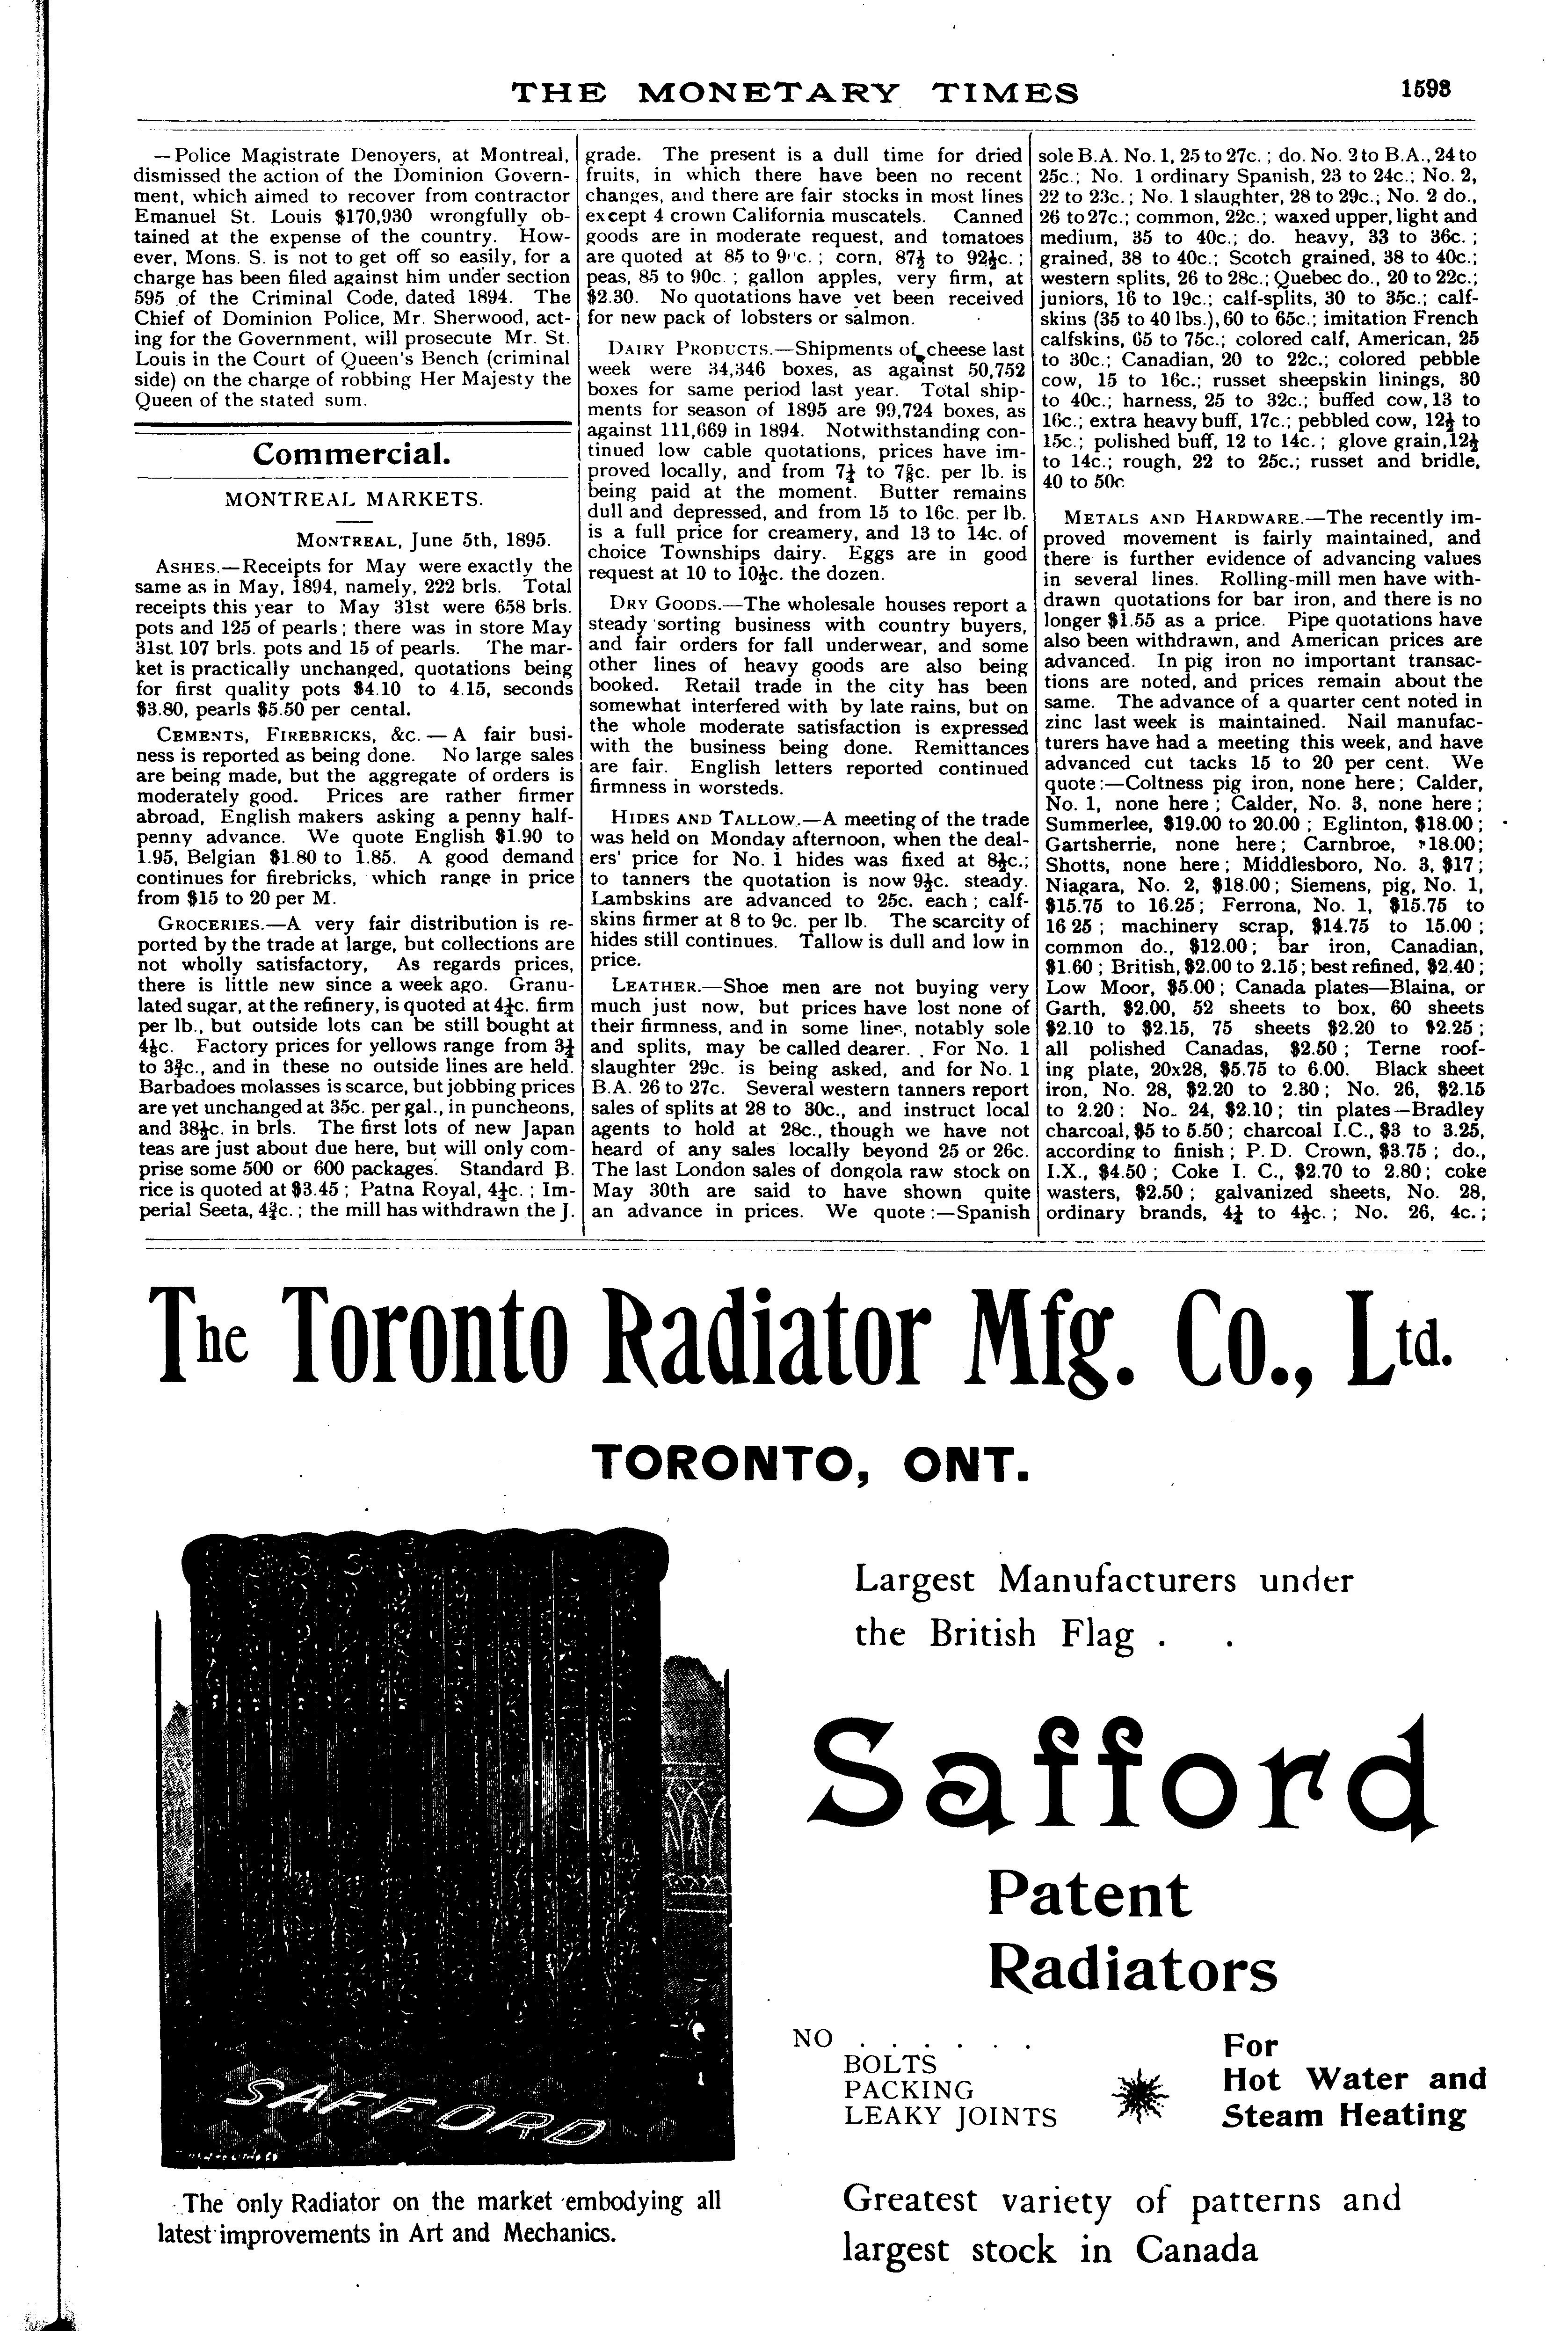 THE MONETARY TIMES 1593
—Police Magistrate Denoyers, at Montreal,
dismissed the action of the Dominion Govern-
ment, which aimed to recover from contractor
Emanuel St. Louis $170,930 wrongfully ob-
tained at the expense of the country. How-
ever, Mons. S. is not to get off so easily, for a
charge has been filed against him under section
595 of the Criminal Code, dated 1894. The
Chief of Dominion Police, Mr. Sherwood, act-
ing for the Government, will prosecute Mr. St.
Louis in the Court of Queen's Bench (criminal
side) on the charge of robbing Her Majesty the
Queen of the stated sum.
Commercial.
MONTREAL MARKETS.
MONTREAL, June 5th, 1895.
ASHES.—Receipts for May were exactly the
same as in May, 1894, namely, 222 brls. Total
receipts this year to May 31st were 658 brls.
pots and 125 of pearls; there was in store May
31st 107 brls. pots and 15 of pearls. The mar-
ket is practically unchanged, quotations being
for first quality pots $4.10 to 4.15, seconds
$3.80, pearls $5.50 per cental.
CEMENTS, FIREBRICKS, &C.—A fair busi-
ness is reported as being done. No large sales
are being made, but the aggregate of orders is
moderately good. Prices are rather firmer
abroad, English makers asking a penny half-
penny advance. We quote English $1.90 to
1.95, Belgian $1.80 to 1.85. A good demand
continues for firebricks, which range in price
from $15 to 20 per M.
GROCERIES.—A very fair distribution is re-
ported by the trade at large, but collections are
not wholly satisfactory, As regards prices,
there is little new since a week ago. Granu-
lated sugar, at the refinery, is quoted at 4¼c. firm
per lb., but outside lots can be still bought at
4⅛c. Factory prices for yellows range from 3¼
to 3¾c., and in these no outside lines are held.
Barbadoes molasses is scarce, but jobbing prices
are yet unchanged at 35c. per gal., in puncheons,
and 38½c. in brls. The first lots of new Japan
teas are just about due here, but will only com-
prise some 500 or 600 packages. Standard B.
rice is quoted at $3.45; Patna Royal, 4¼c.; Im-
perial Seeta, 4¾c.; the mill has withdrawn the J.
grade. The present is a dull time for dried
fruits, in which there have been no recent
changes, and there are fair stocks in most lines
except 4 crown California muscatels. Canned
goods are in moderate request, and tomatoes
are quoted at 85 to c.; corn, 87½ to 92½c.;
peas, 85 to 90c.; gallon apples, very firm, at
$2.30. No quotations have yet been received
for new pack of lobsters or salmon.
DAIRY PRODUCTS.—Shipments of cheese last
week were 34,346 boxes, as against 50,752
boxes for same period last year. Total ship-
ments for season of 1895 are 99,724 boxes, as
against 111,669 in 1894. Notwithstanding con-
tinued low cable quotations, prices have im-
proved locally, and from 7¼ to 7⅜c. per lb. is
being paid at the moment. Butter remains
dull and depressed, and from 15 to 16c. per lb.
is a full price for creamery, and 13 to 14c. of
choice Townships dairy. Eggs are in good
request at 10 to 10½c. the dozen.
DRY GOODS.—The wholesale houses report a
steady sorting business with country buyers,
and fair orders for fall underwear, and some
other lines of heavy goods are also being
booked. Retail trade in the city has been
somewhat interfered with by late rains, but on
the whole moderate satisfaction is expressed
with the business being done. Remittances
are fair. English letters reported continued
firmness in worsteds.
HIDES AND TALLOW.—A meeting of the trade
was held on Monday afternoon, when the deal-
ers' price for No. 1 hides was fixed at 8½c.;
to tanners the quotation is now 9½c. steady.
Lambskins are advanced to 25c. each; calf-
skins firmer at 8 to 9c. per lb. The scarcity of
hides still continues. Tallow is dull and low in
price.
LEATHER.—Shoe men are not buying very
much just now, but prices have lost none of
their firmness, and in some lines, notably sole
and splits, may be called dearer. For No. 1
slaughter 29c. is being asked, and for No. 1
B.A. 26 to 27c. Several western tanners report
sales of splits at 28 to 30c., and instruct local
agents to hold at 28c., though we have not
heard of any sales locally beyond 25 or 26c.
The last London sales of dongola raw stock on
May 30th are said to have shown quite
an advance in prices. We quote:—Spanish
sole B.A. No. 1, 25 to 27c.; do. No. 2 to B.A., 24 to
25c.; No. 1 ordinary Spanish, 23 to 24c.; No. 2,
22 to 23c.; No. 1 slaughter, 28 to 29c.; No. 2 do.,
26 to 27c.; common, 22c.; waxed upper, light and
medium, 35 to 40c.; do. heavy, 33 to 36c.;
grained, 38 to 40c.; Scotch grained, 38 to 40c.;
western splits, 26 to 28c.; Quebec do., 20 to 22c.;
juniors, 16 to 19c.; calf-splits, 30 to 35c.; calf-
skins (35 to 40 lbs.), 60 to 65c.; imitation French
calfskins, 65 to 75c.; colored calf, American, 25
to 30c.; Canadian, 20 to 22c.; colored pebble
cow, 15 to 16c.; russet sheepskin linings, 30
to 40c.; harness, 25 to 32c.; buffed cow, 13 to
16c.; extra heavy buff, 17c.; pebbled cow, 12½ to
15c.; polished buff, 12 to 14c.; glove grain, 12½
to 14c.; rough, 22 to 25c.; russet and bridle,
40 to 50c
METALS AND HARDWARE.—The recently im-
proved movement is fairly maintained, and
there is further evidence of advancing values
in several lines. Rolling-mill men have with-
drawn quotations for bar iron, and there is no
longer $1.55 as a price. Pipe quotations have
also been withdrawn, and American prices are
advanced. In pig iron no important transac-
tions are noted, and prices remain about the
same. The advance of a quarter cent noted in
zinc last week is maintained. Nail manufac-
turers have had a meeting this week, and have
advanced cut tacks 15 to 20 per cent. We
quote:—Coltness pig iron, none here; Calder,
No. 1, none here; Calder, No. 3, none here;
Summerlee, $19.00 to 20.00; Eglinton, $18.00;
Gartsherrie, none here; Carnbroe, $18.00;
Shotts, none here; Middlesboro, No. 3, $17;
Niagara, No. 2, $18.00; Siemens, pig, No. 1,
$15.75 to 16.25; Ferrona, No. 1, $15.75 to
16 25; machinery scrap, $14.75 to 15.00;
common do., $12.00; bar iron, Canadian,
$1.60; British, $2.00 to 2.15; best refined, $2.40;
Low Moor, $5.00; Canada plates—Blaina, or
Garth, $2.00, 52 sheets to box, 60 sheets
$2.10 to $2.15, 75 sheets $2.20 to $2.25;
all polished Canadas, $2.50; Terne roof-
ing plate, 20x28, $5.75 to 6.00. Black sheet
iron, No. 28, $2.20 to 2.30; No. 26, $2.15
to 2.20; No. 24, $2.10; tin plates—Bradley
charcoal, $5 to 5.50; charcoal I.C., $3 to 3.25,
according to finish; P. D. Crown, $3.75; do.,
I.X., $4.50; Coke I. C., $2.70 to 2.80; coke
wasters, $2.50; galvanized sheets, No. 28,
ordinary brands, 4¼ to 4½c.; No. 26, 4c.;
The Toronto Radiator Mfg. Co., Ltd.
TORONTO, ONT.
Largest Manufacturers under
the British Flag . .
Safford
Patent
Radiators
NO . . . . . .
BOLTS
PACKING
LEAKY JOINTS
For
Hot Water and
Steam Heating
SAFFORD
The only Radiator on the market embodying all
latest improvements in Art and Mechanics.
Greatest variety of patterns and
largest stock in Canada